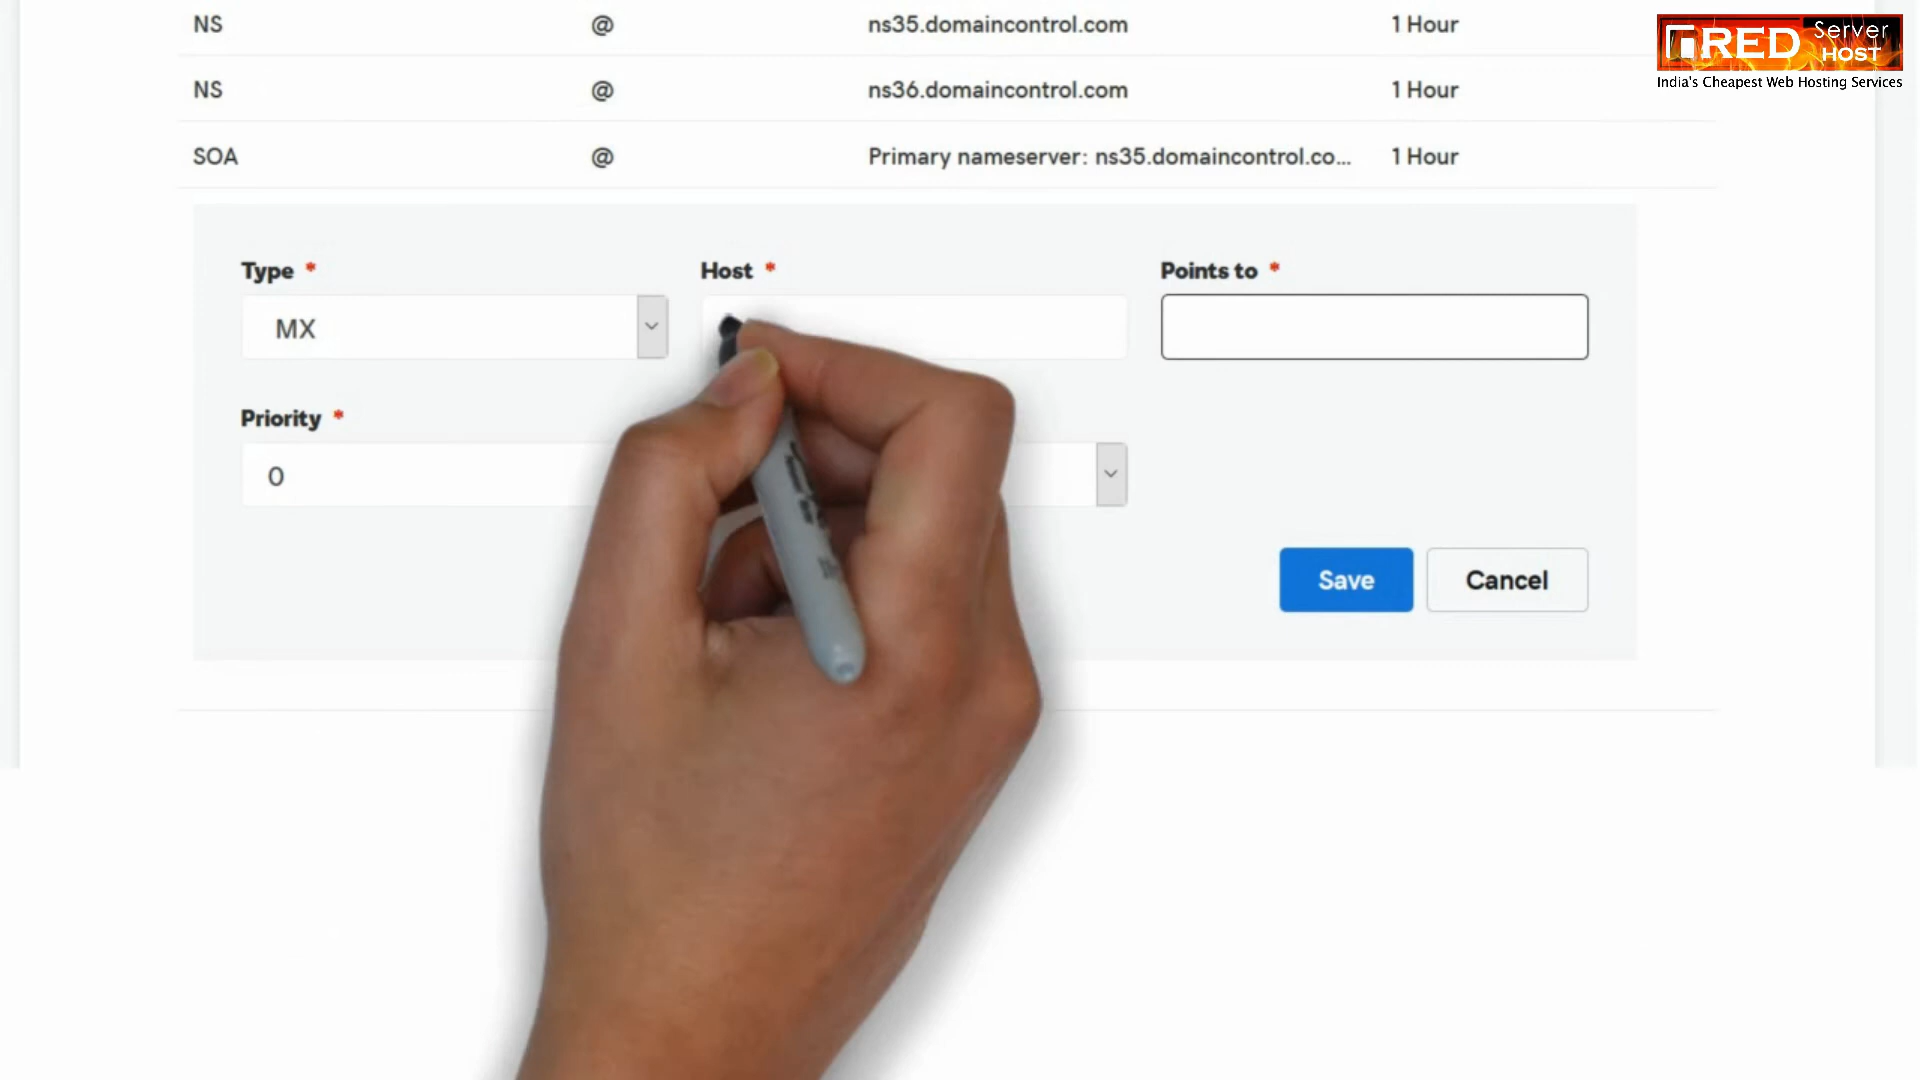 NS @ ns35.domaincontrol.com 1 Hour
NS @ ns36.domaincontrol.com 1 Hour
SOA @ Primary nameserver: ns35.domaincontrol.co... 1 Hour
RED Server HOST
India's Cheapest Web Hosting Services
Type * Host * Points to *
MX
Priority *
0
Save Cancel